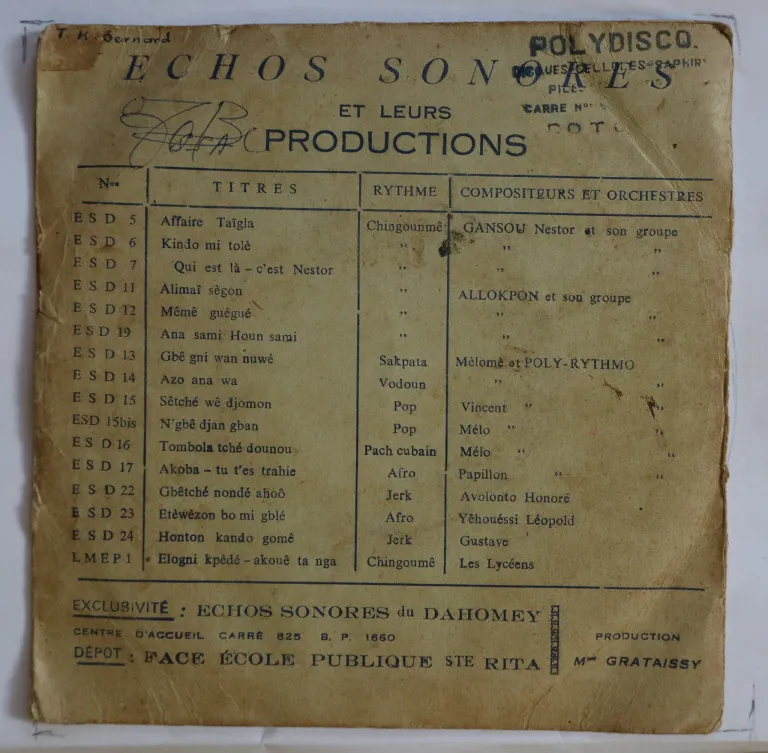 T. K. Bernard
POLYDISCO.
ECHOS SONORES
DISQUES-CELLULES-SAPHIR
PILE
ET LEURS
CARRE N°
COTO
PRODUCTIONS
Nos TITRES RYTHME COMPOSITEURS ET ORCHESTRES
ESD 5 Affaire Taïgla Chingounmê GANSOU Nestor et son groupe
ESD 6 Kindo mi tolè " " "
ESD 7 Qui est là - c'est Nestor " "
ESD 11 Alimaï sègon " ALLOKPON et son groupe
ESD 12 Mêmê guégué " " "
ESD 19 Ana sami Houn sami " " "
ESD 13 Gbê gni wan nuwé Sakpata Mèlomè et POLY-RYTHMO
ESD 14 Azo ana wa Vodoun " "
ESD 15 Sêtché wê djomon Pop Vincent " "
ESD 15bis N'gbê djan gban Pop Mélo " "
ESD 16 Tombola tché dounou Pach cubain Mélo " "
ESD 17 Akoba - tu t'es trahie Afro Papillon " "
ESD 22 Gbêtché nondé ahoô Jerk Avolonto Honoré
ESD 23 Etèwèzon bo mi gblé Afro Yêhouéssi Léopold
ESD 24 Honton kando gomê Jerk Gustave
LMEP 1 Elogni kpêdé - akouê ta nga Chingoumê Les Lycéens
EXCLUSIVITÉ : ECHOS SONORES du DAHOMEY
CENTRE D'ACCUEIL CARRÉ 825 B. P. 1660
DÉPOT : FACE ÉCOLE PUBLIQUE STE RITA
PRODUCTION
Mme GRATAISSY